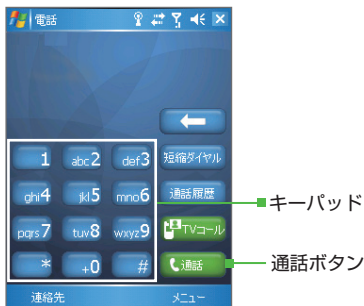 電話
1 abc2 def3 短縮ダイヤル
ghi4 jkl5 mno6 通話履歴
キーパッド
pqrs7 tuv8 wxyz9 TVコール
* +0 # 通話
通話ボタン
連絡先 メニュー